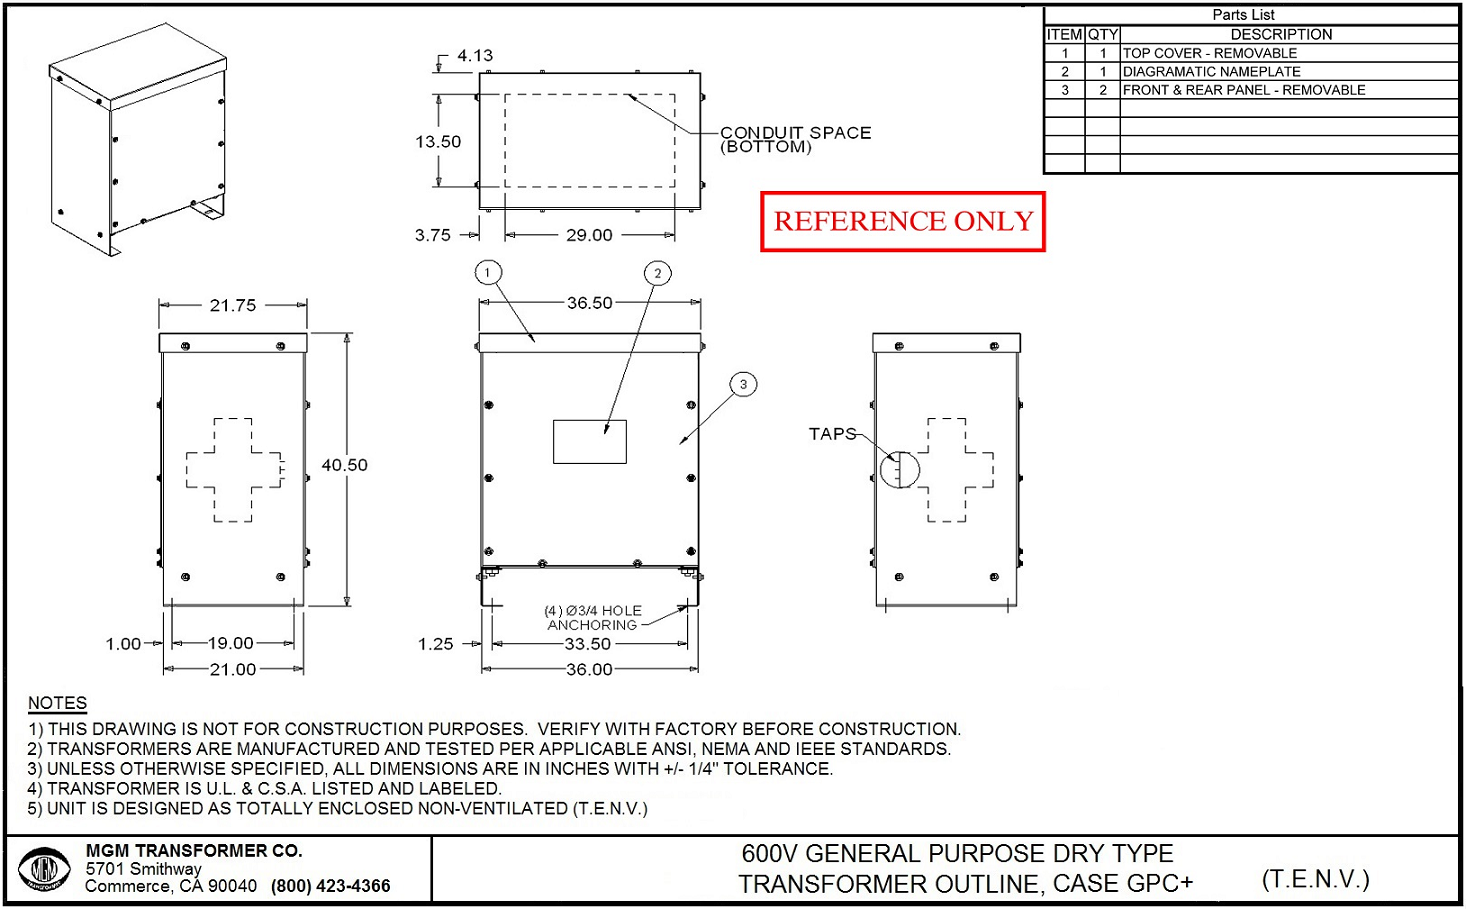 Parts List
ITEM QTY DESCRIPTION
1 1 TOP COVER - REMOVABLE
2 1 DIAGRAMATIC NAMEPLATE
3 2 FRONT & REAR PANEL - REMOVABLE
4.13
13.50
CONDUIT SPACE
(BOTTOM)
3.75
29.00
REFERENCE ONLY
1
2
21.75
36.50
3
TAPS
40.50
(4) Ø3/4 HOLE
ANCHORING
1.00
19.00
1.25
33.50
21.00
36.00
NOTES
1) THIS DRAWING IS NOT FOR CONSTRUCTION PURPOSES. VERIFY WITH FACTORY BEFORE CONSTRUCTION.
2) TRANSFORMERS ARE MANUFACTURED AND TESTED PER APPLICABLE ANSI, NEMA AND IEEE STANDARDS.
3) UNLESS OTHERWISE SPECIFIED, ALL DIMENSIONS ARE IN INCHES WITH +/- 1/4" TOLERANCE.
4) TRANSFORMER IS U.L. & C.S.A. LISTED AND LABELED.
5) UNIT IS DESIGNED AS TOTALLY ENCLOSED NON-VENTILATED (T.E.N.V.)
MGM
TRANSFORMER
MGM TRANSFORMER CO.
5701 Smithway
Commerce, CA 90040 (800) 423-4366
600V GENERAL PURPOSE DRY TYPE
TRANSFORMER OUTLINE, CASE GPC+
(T.E.N.V.)